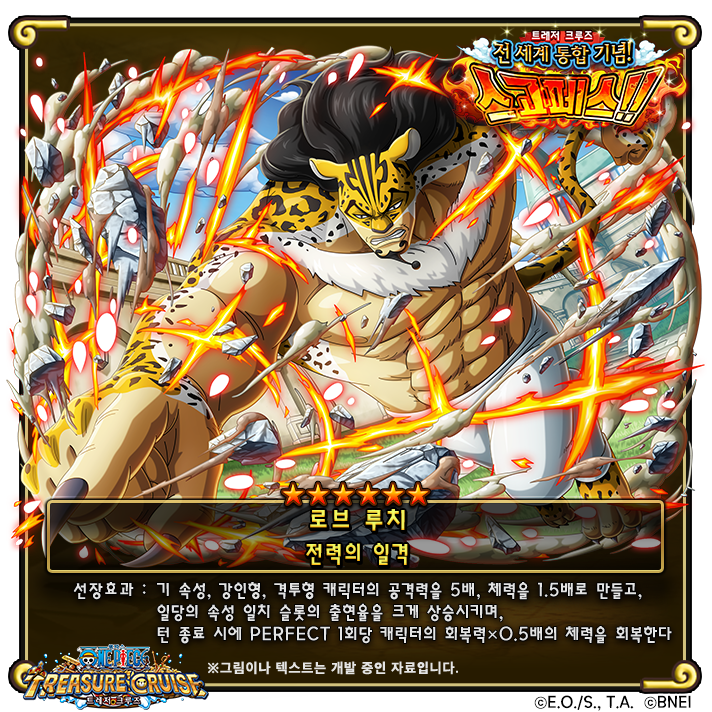 트레저 크루즈
전 세계 통합 기념!
스고페스!!
★★★★★★
로브 루치
전력의 일격
선장효과 : 기 속성, 강인형, 격투형 캐릭터의 공격력을 5배, 체력을 1.5배로 만들고,
일당의 속성 일치 슬롯의 출현율을 크게 상승시키며,
턴 종료 시에 PERFECT 1회당 캐릭터의 회복력×0.5배의 체력을 회복한다
※그림이나 텍스트는 개발 중인 자료입니다.
ONE PIECE
TREASURE CRUISE
트레저 크루즈
©E.O./S., T.A. ©BNEI